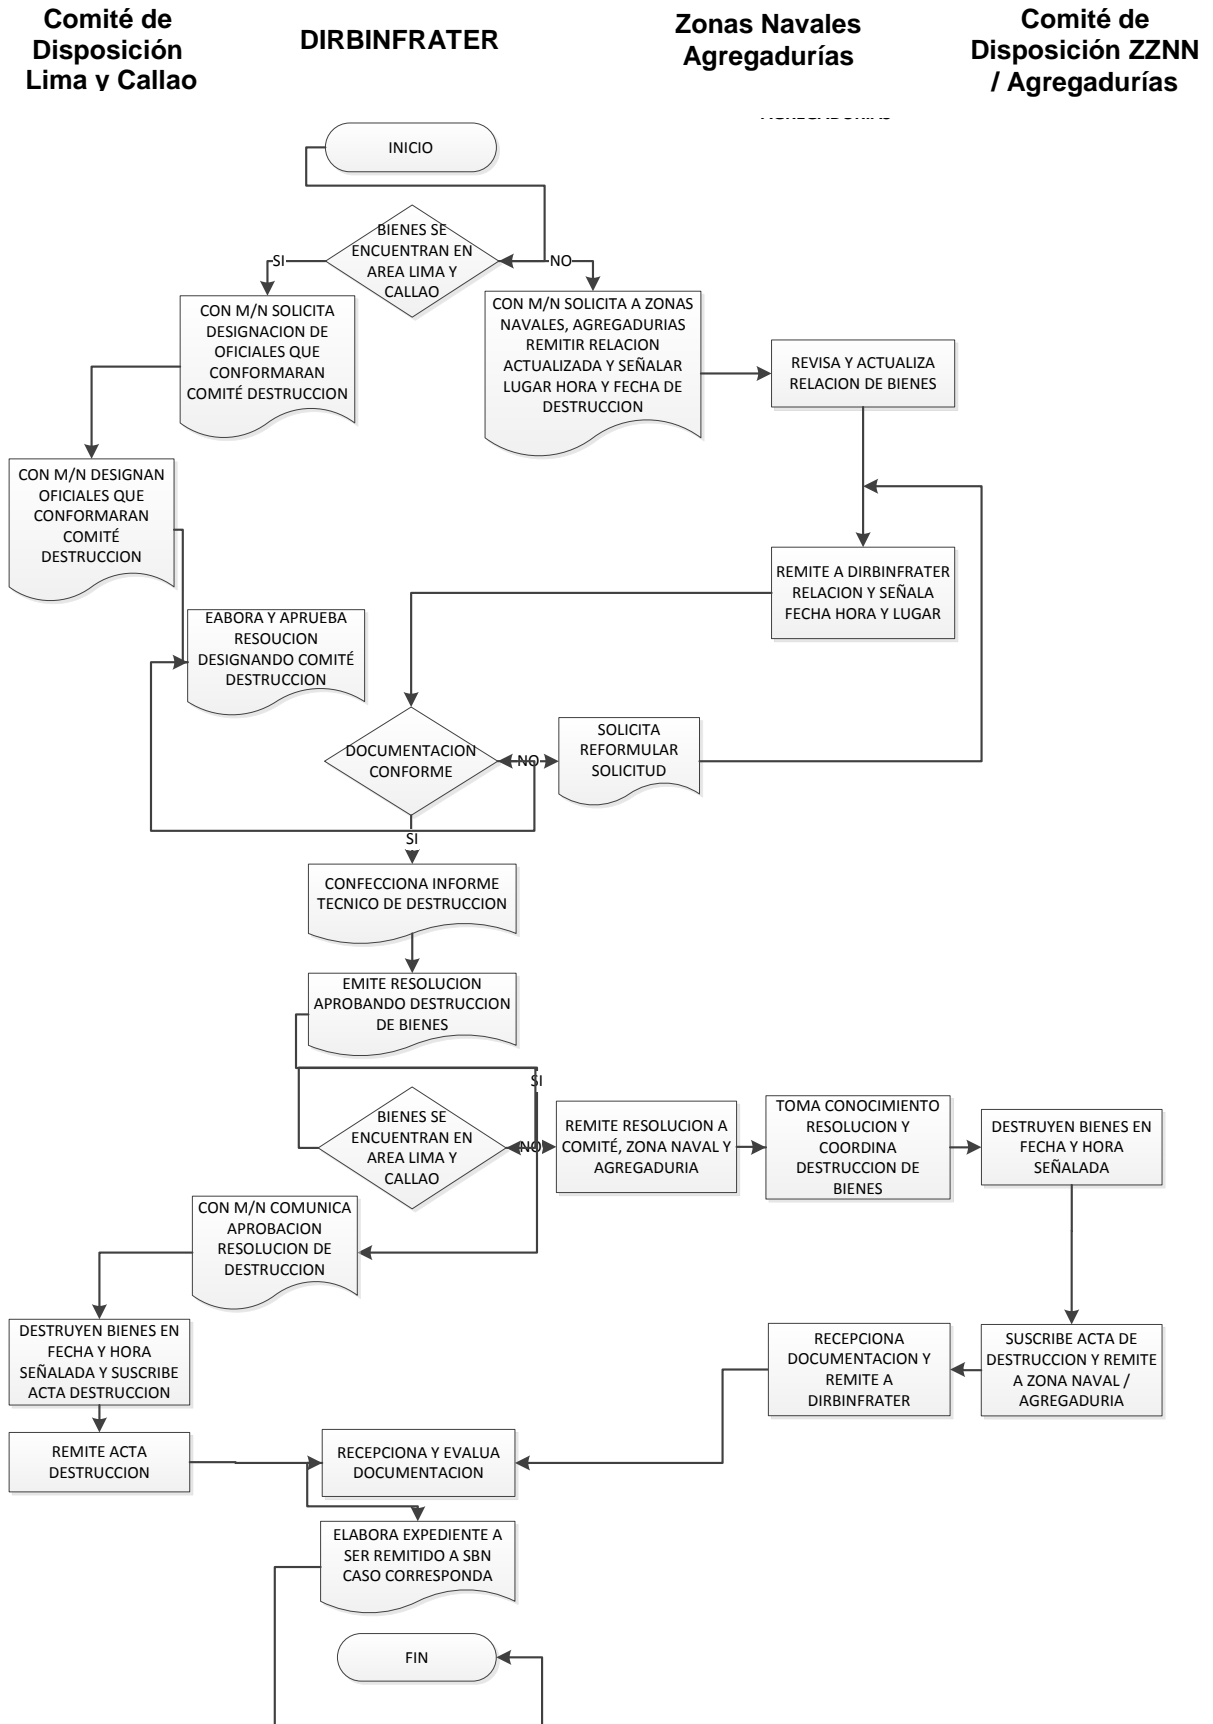 Comité de
Disposición
Lima y Callao
DIRBINFRATER
Zonas Navales
Agregadurías
Comité de
Disposición ZZNN
/ Agregadurías
AGREGADURIAS
INICIO
BIENES SE
ENCUENTRAN EN
AREA LIMA Y
CALLAO
SI
NO
CON M/N SOLICITA
DESIGNACION DE
OFICIALES QUE
CONFORMARAN
COMITÉ DESTRUCCION
CON M/N SOLICITA A ZONAS
NAVALES, AGREGADURIAS
REMITIR RELACION
ACTUALIZADA Y SEÑALAR
LUGAR HORA Y FECHA DE
DESTRUCCION
REVISA Y ACTUALIZA
RELACION DE BIENES
CON M/N DESIGNAN
OFICIALES QUE
CONFORMARAN
COMITÉ
DESTRUCCION
REMITE A DIRBINFRATER
RELACION Y SEÑALA
FECHA HORA Y LUGAR
EABORA Y APRUEBA
RESOUCION
DESIGNANDO COMITÉ
DESTRUCCION
DOCUMENTACION
CONFORME
NO
SOLICITA
REFORMULAR
SOLICITUD
SI
CONFECCIONA INFORME
TECNICO DE DESTRUCCION
EMITE RESOLUCION
APROBANDO DESTRUCCION
DE BIENES
SI
BIENES SE
ENCUENTRAN EN
AREA LIMA Y
CALLAO
NO
REMITE RESOLUCION A
COMITÉ, ZONA NAVAL Y
AGREGADURIA
TOMA CONOCIMIENTO
RESOLUCION Y
COORDINA
DESTRUCCION DE
BIENES
DESTRUYEN BIENES EN
FECHA Y HORA
SEÑALADA
CON M/N COMUNICA
APROBACION
RESOLUCION DE
DESTRUCCION
DESTRUYEN BIENES EN
FECHA Y HORA
SEÑALADA Y SUSCRIBE
ACTA DESTRUCCION
RECEPCIONA
DOCUMENTACION Y
REMITE A
DIRBINFRATER
SUSCRIBE ACTA DE
DESTRUCCION Y REMITE
A ZONA NAVAL /
AGREGADURIA
REMITE ACTA
DESTRUCCION
RECEPCIONA Y EVALUA
DOCUMENTACION
ELABORA EXPEDIENTE A
SER REMITIDO A SBN
CASO CORRESPONDA
FIN